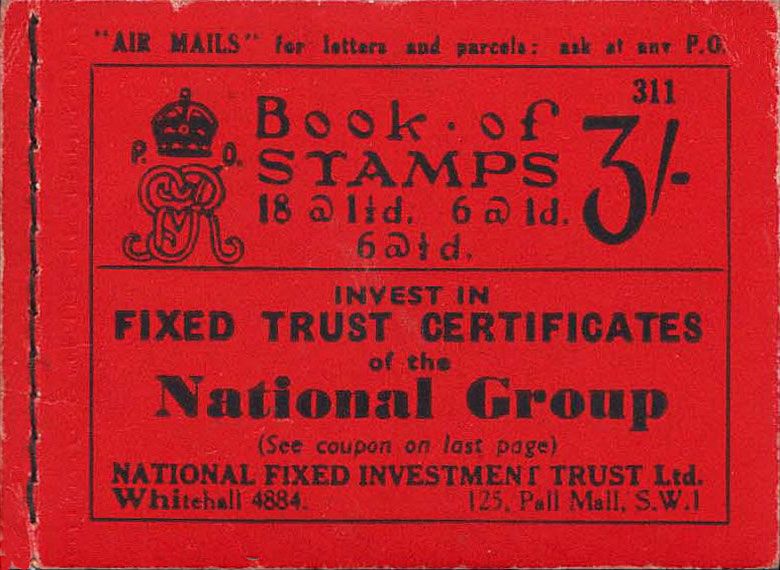 "AIR MAILS" for letters and parcels: ask at any P.O.
311
P. O.
Book · of
STAMPS
3/-
18 @ 1½d. 6 @ 1d.
6 @ ½d.
INVEST IN
FIXED TRUST CERTIFICATES
of the
National Group
(See coupon on last page)
NATIONAL FIXED INVESTMENT TRUST Ltd.
Whitehall 4884. 125, Pall Mall, S.W.1